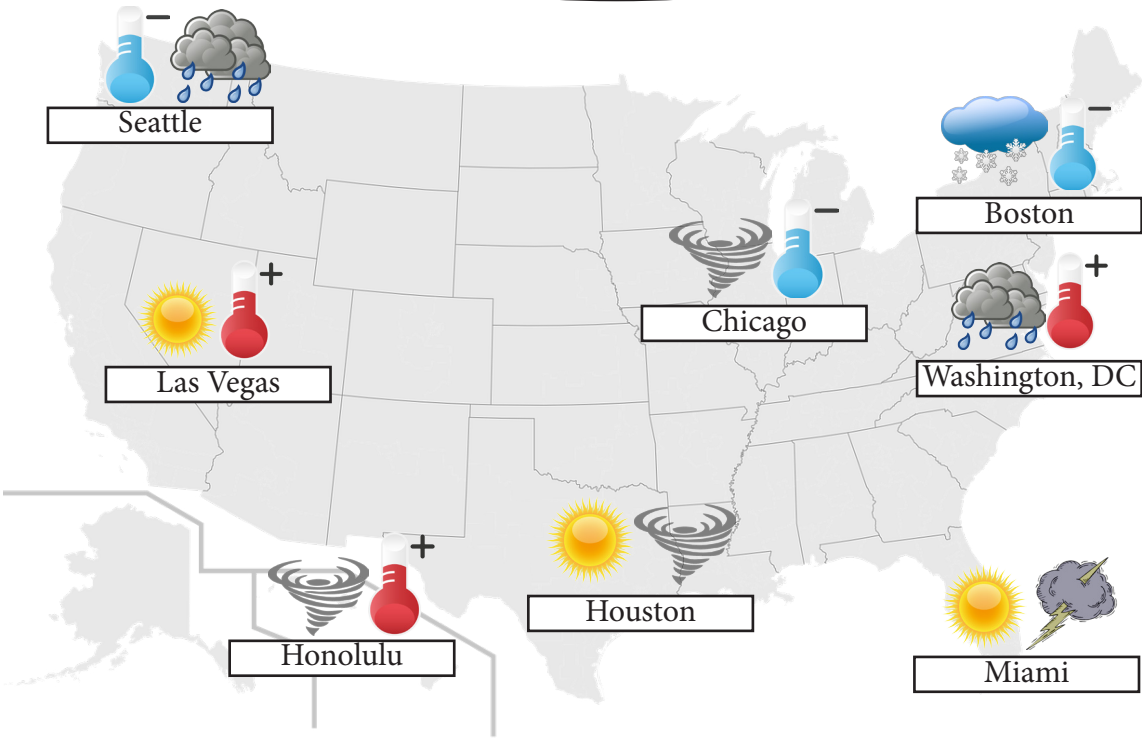 Seattle
Boston
Chicago
Las Vegas
Washington, DC
Houston
Honolulu
Miami